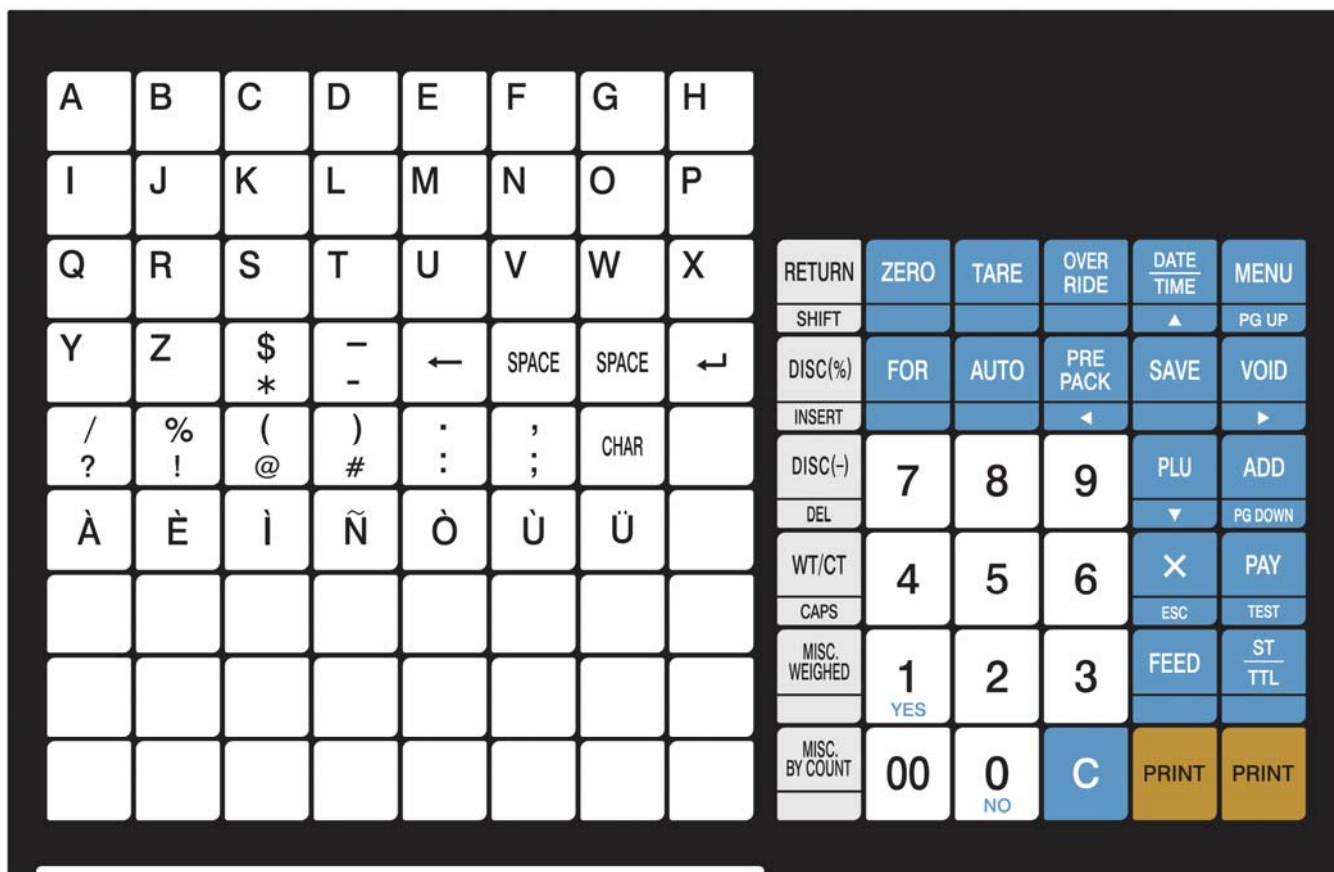 A B C D E F G H
I J K L M N O P
Q R S T U V W X
Y Z $ – ← SPACE SPACE ↵
* -
/ % ( ) . , CHAR
? ! @ # : ;
À È Ì Ñ Ò Ù Ü
RETURN ZERO TARE OVER RIDE DATE TIME MENU
SHIFT ▲ PG UP
DISC(%) FOR AUTO PRE PACK SAVE VOID
INSERT ◀ ▶
DISC(–) 7 8 9 PLU ADD
DEL ▼ PG DOWN
WT/CT 4 5 6 × PAY
CAPS ESC TEST
MISC. WEIGHED 1 2 3 FEED ST TTL
YES
MISC. BY COUNT 00 0 C PRINT PRINT
NO